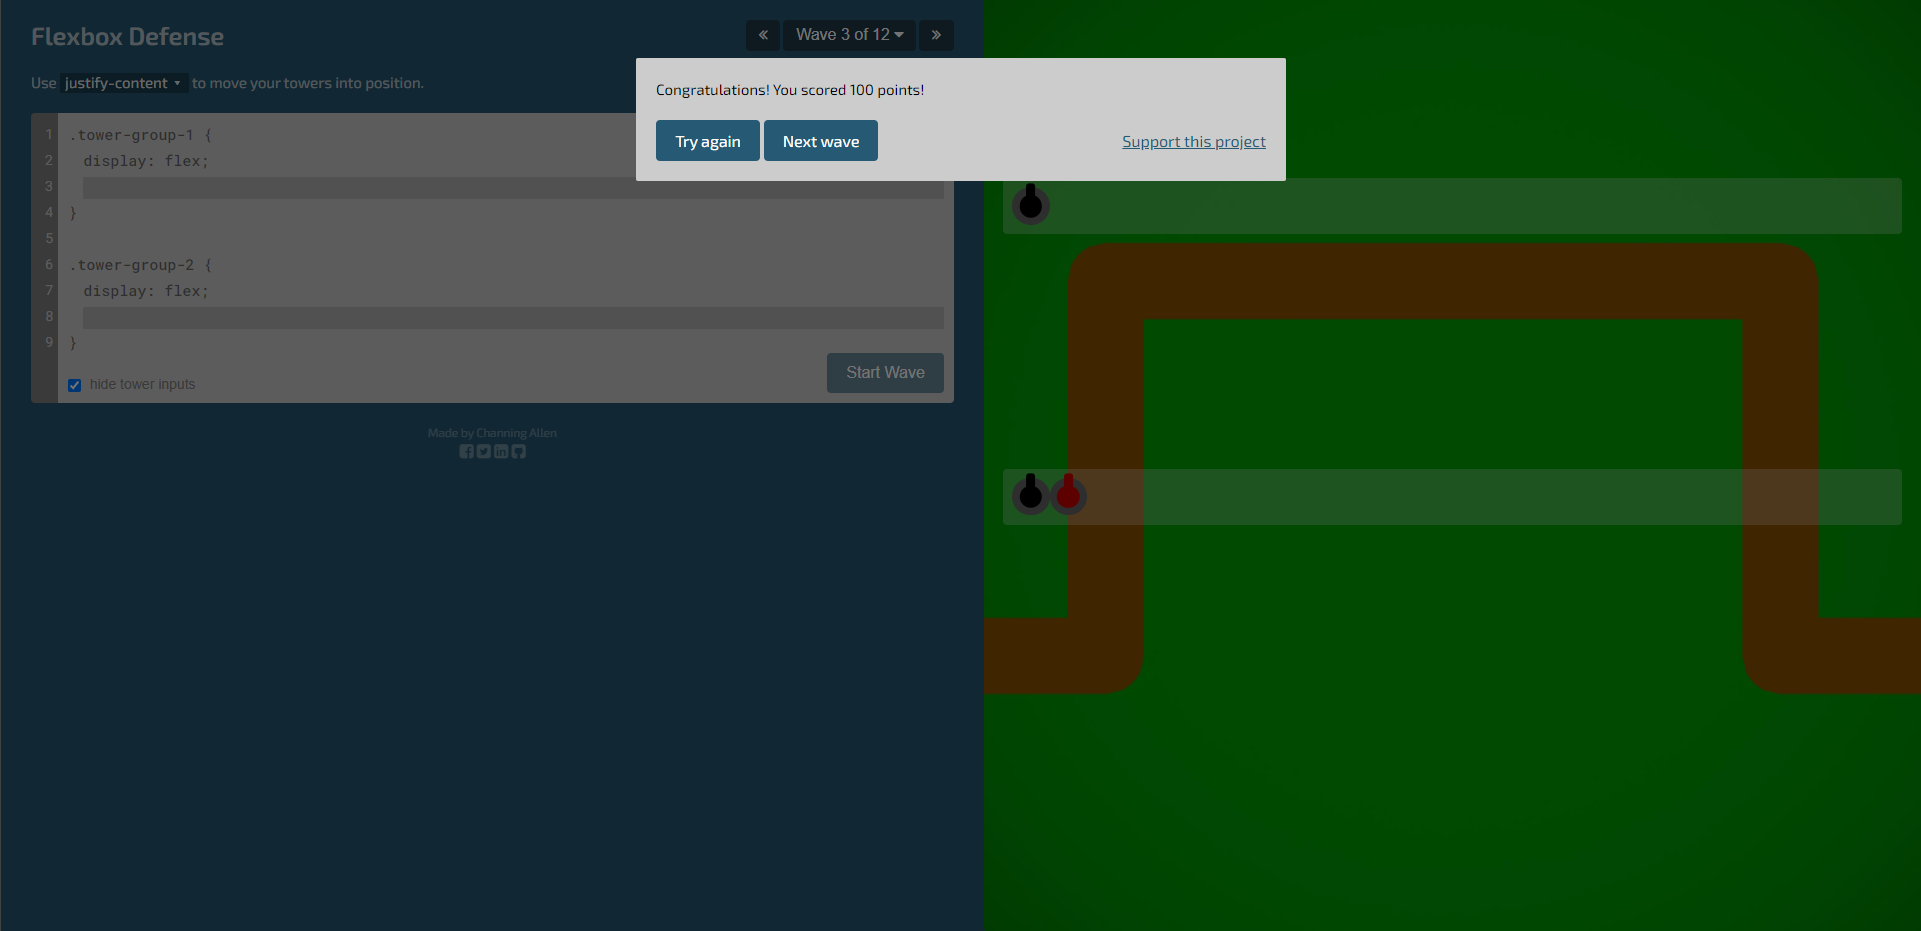 Flexbox Defense
« Wave 3 of 12 »
Use justify-content to move your towers into position.
Congratulations! You scored 100 points!
Try again Next wave Support this project
1 .tower-group-1 {
2 display: flex;
3
4 }
5
6 .tower-group-2 {
7 display: flex;
8
9 }
hide tower inputs
Start Wave
Made by Channing Allen